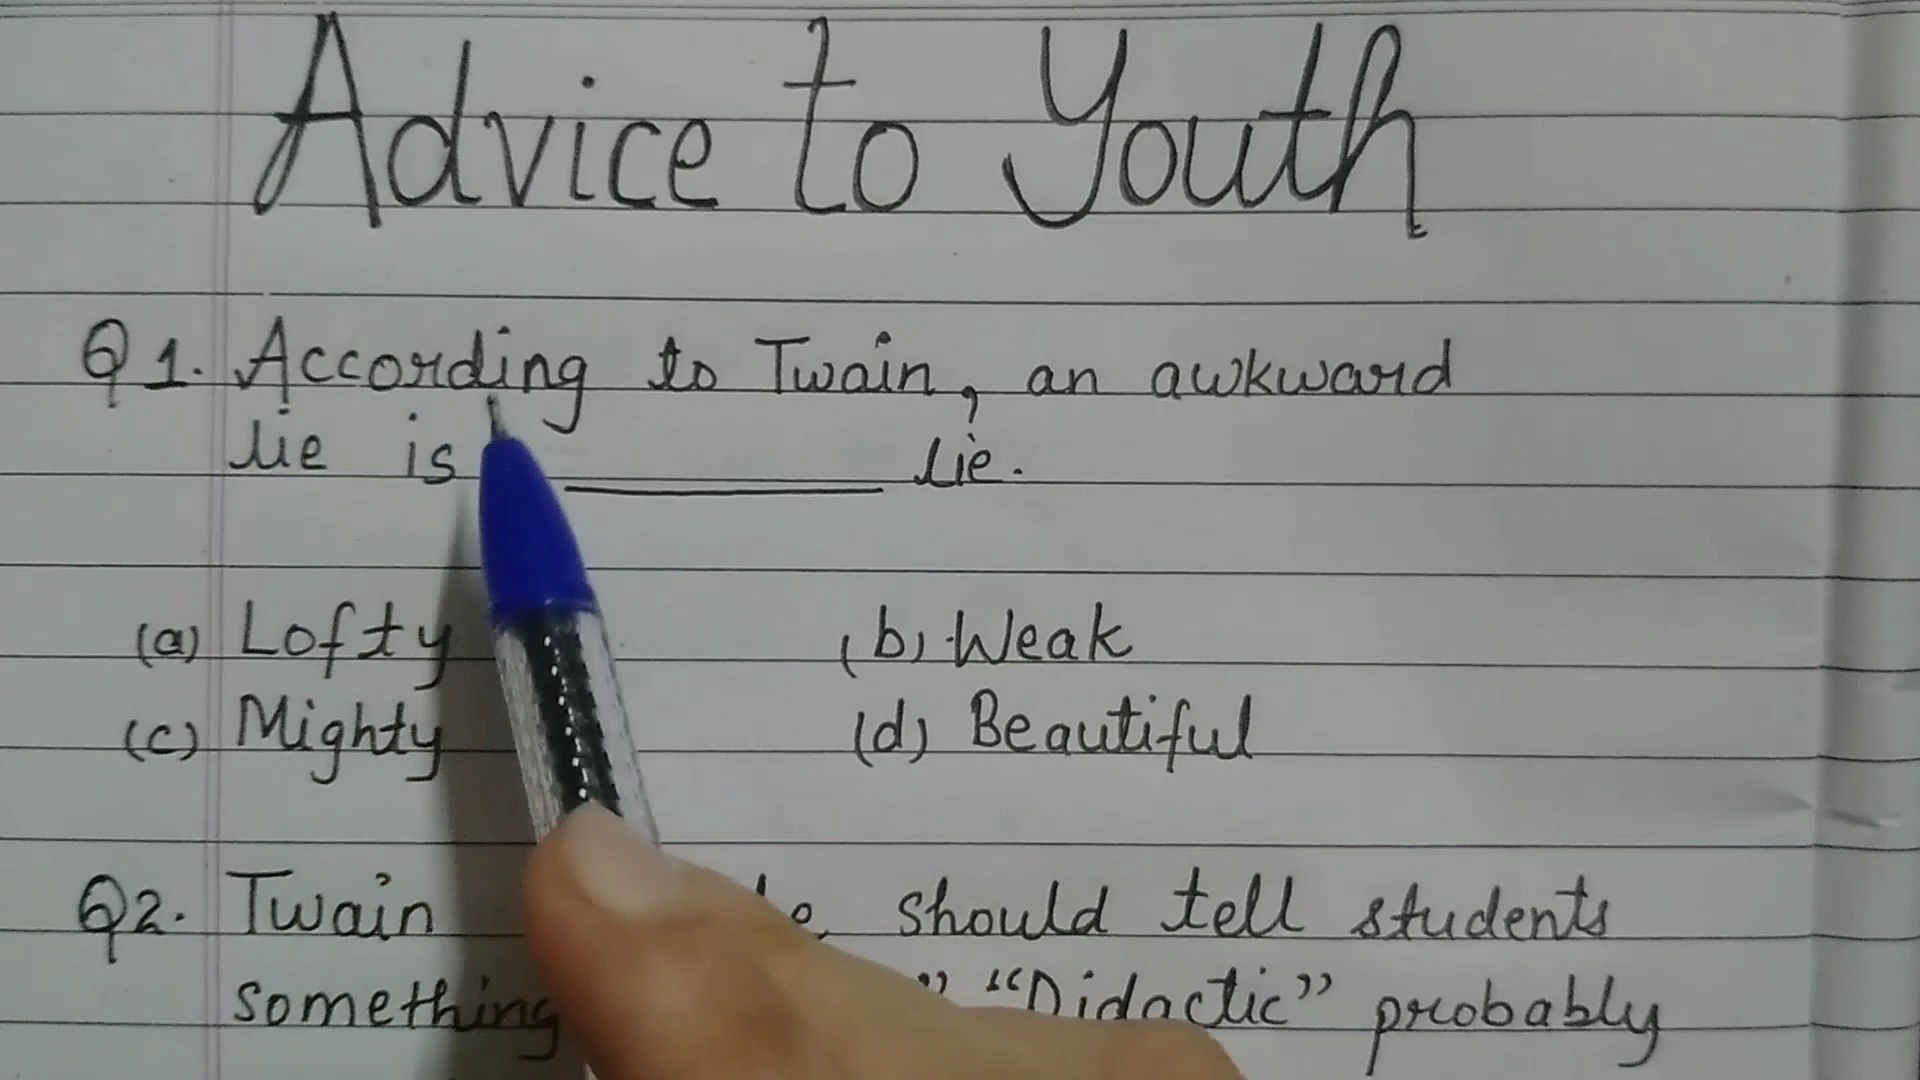 Advice to Youth
Q1. According to Twain, an awkward
lie is ________ lie.
(a) Lofty (b) Weak
(c) Mighty (d) Beautiful
Q2. Twain should tell students
something "Didactic" probably